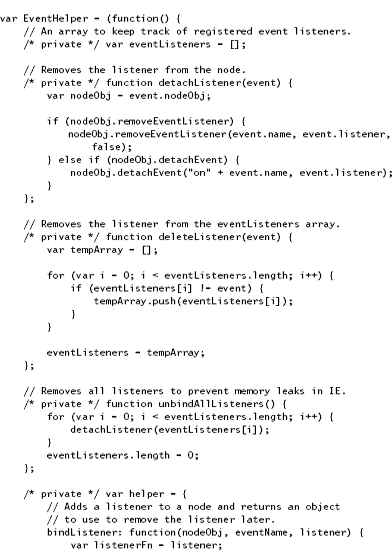 var EventHelper = (function() {
    // An array to keep track of registered event listeners.
    /* private */ var eventListeners = [];

    // Removes the listener from the node.
    /* private */ function detachListener(event) {
        var nodeObj = event.nodeObj;

        if (nodeObj.removeEventListener) {
            nodeObj.removeEventListener(event.name, event.listener,
                false);
        } else if (nodeObj.detachEvent) {
            nodeObj.detachEvent("on" + event.name, event.listener);
        }
    };

    // Removes the listener from the eventListeners array.
    /* private */ function deleteListener(event) {
        var tempArray = [];

        for (var i = 0; i < eventListeners.length; i++) {
            if (eventListeners[i] != event) {
                tempArray.push(eventListeners[i]);
            }
        }

        eventListeners = tempArray;
    };

    // Removes all listeners to prevent memory leaks in IE.
    /* private */ function unbindAllListeners() {
        for (var i = 0; i < eventListeners.length; i++) {
            detachListener(eventListeners[i]);
        }
        eventListeners.length = 0;
    };

    /* private */ var helper = {
        // Adds a listener to a node and returns an object
        // to use to remove the listener later.
        bindListener: function(nodeObj, eventName, listener) {
            var listenerFn = listener;